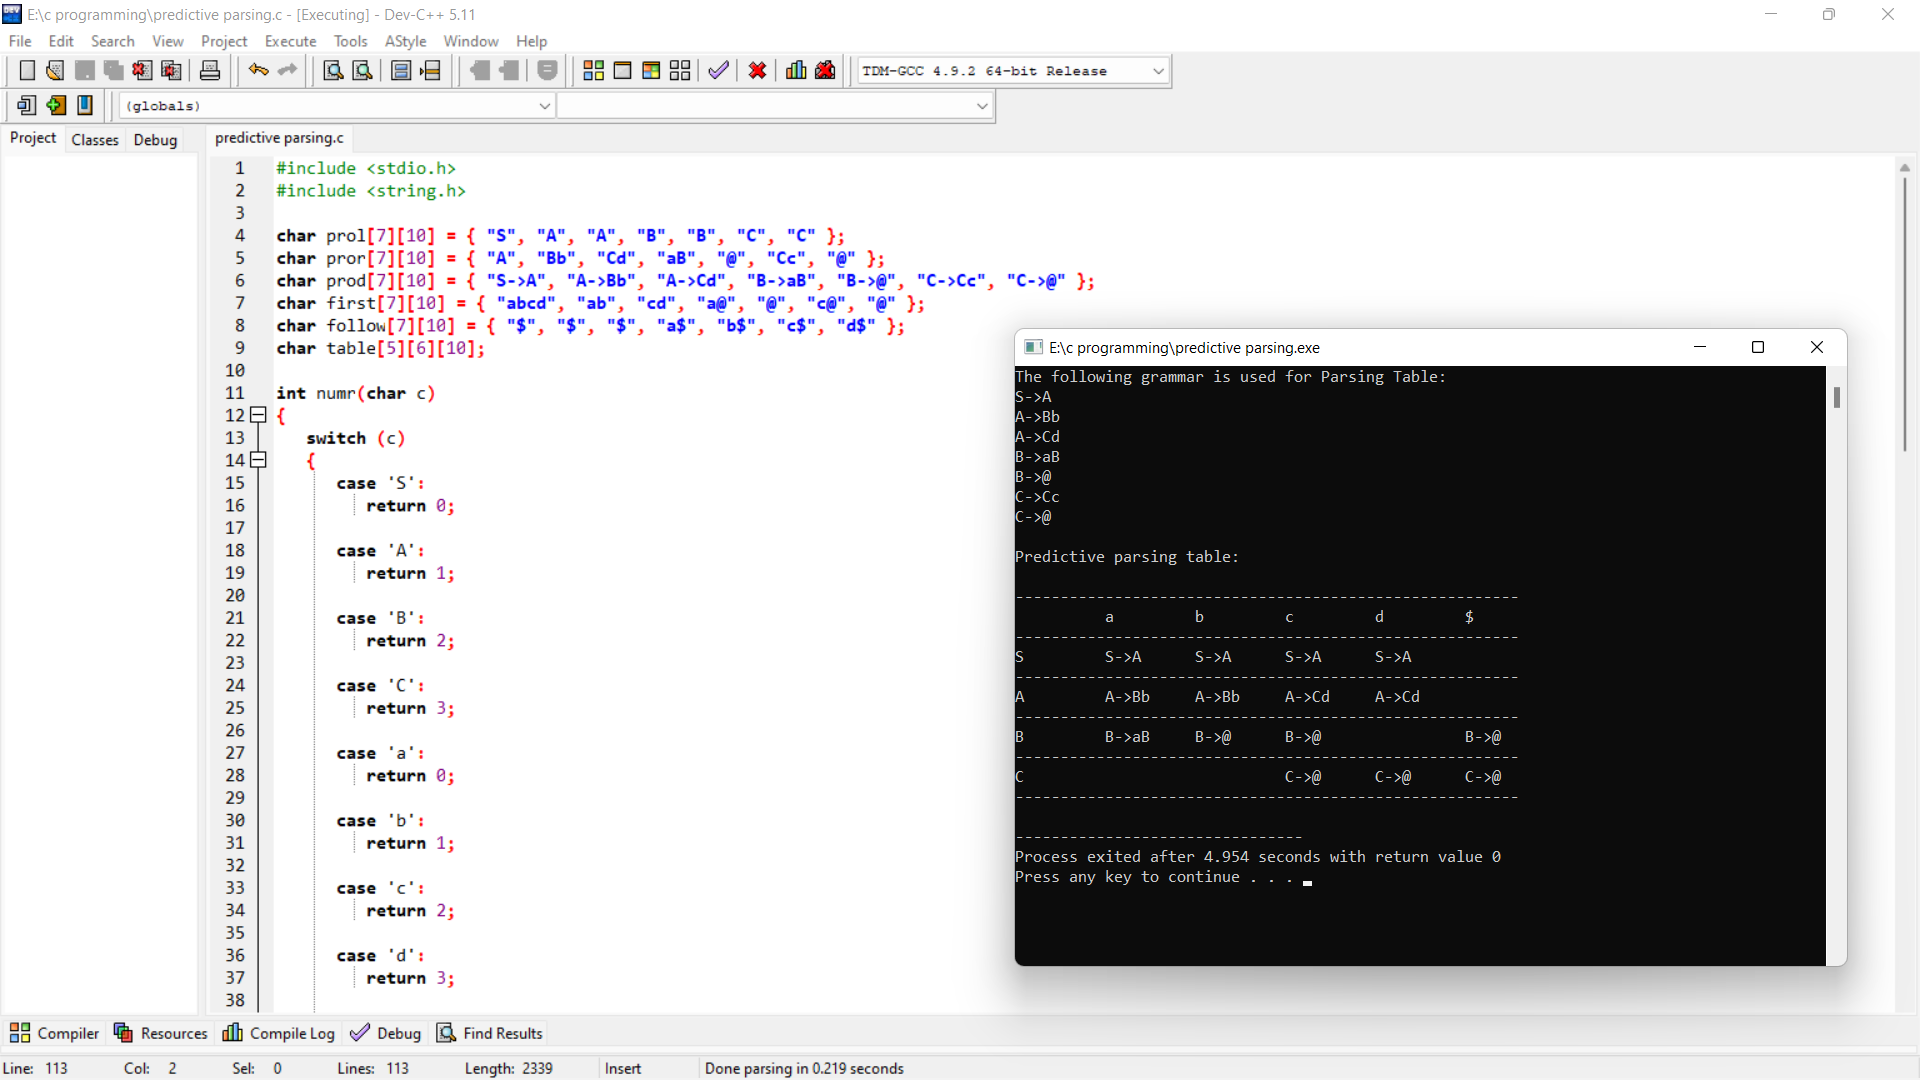 E:\c programming\predictive parsing.c - [Executing] - Dev-C++ 5.11
File Edit Search View Project Execute Tools AStyle Window Help
TDM-GCC 4.9.2 64-bit Release
(globals)
Project Classes Debug
predictive parsing.c
1 #include <stdio.h>
2 #include <string.h>
3
4 char prol[7][10] = { "S", "A", "A", "B", "B", "C", "C" };
5 char pror[7][10] = { "A", "Bb", "Cd", "aB", "@", "Cc", "@" };
6 char prod[7][10] = { "S->A", "A->Bb", "A->Cd", "B->aB", "B->@", "C->Cc", "C->@" };
7 char first[7][10] = { "abcd", "ab", "cd", "a@", "@", "c@", "@" };
8 char follow[7][10] = { "$", "$", "$", "a$", "b$", "c$", "d$" };
9 char table[5][6][10];
10
11 int numr(char c)
12 {
13 switch (c)
14 {
15 case 'S':
16 return 0;
17
18 case 'A':
19 return 1;
20
21 case 'B':
22 return 2;
23
24 case 'C':
25 return 3;
26
27 case 'a':
28 return 0;
29
30 case 'b':
31 return 1;
32
33 case 'c':
34 return 2;
35
36 case 'd':
37 return 3;
38
E:\c programming\predictive parsing.exe
The following grammar is used for Parsing Table:
S->A
A->Bb
A->Cd
B->aB
B->@
C->Cc
C->@
Predictive parsing table:
--------------------------------------------------------
a b c d $
--------------------------------------------------------
S S->A S->A S->A S->A
--------------------------------------------------------
A A->Bb A->Bb A->Cd A->Cd
--------------------------------------------------------
B B->aB B->@ B->@ B->@
--------------------------------------------------------
C C->@ C->@ C->@
--------------------------------------------------------
--------------------------------
Process exited after 4.954 seconds with return value 0
Press any key to continue . . .
Compiler Resources Compile Log Debug Find Results
Line: 113 Col: 2 Sel: 0 Lines: 113 Length: 2339 Insert Done parsing in 0.219 seconds